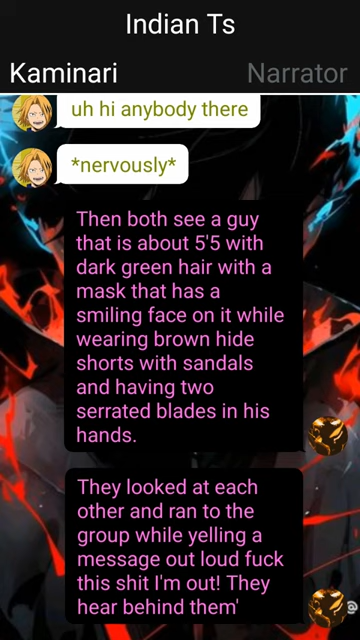 Indian Ts
Kaminari
Narrator
uh hi anybody there
*nervously*
Then both see a guy
that is about 5'5 with
dark green hair with a
mask that has a
smiling face on it while
wearing brown hide
shorts with sandals
and having two
serrated blades in his
hands.
They looked at each
other and ran to the
group while yelling a
message out loud fuck
this shit I'm out! They
hear behind them'
@